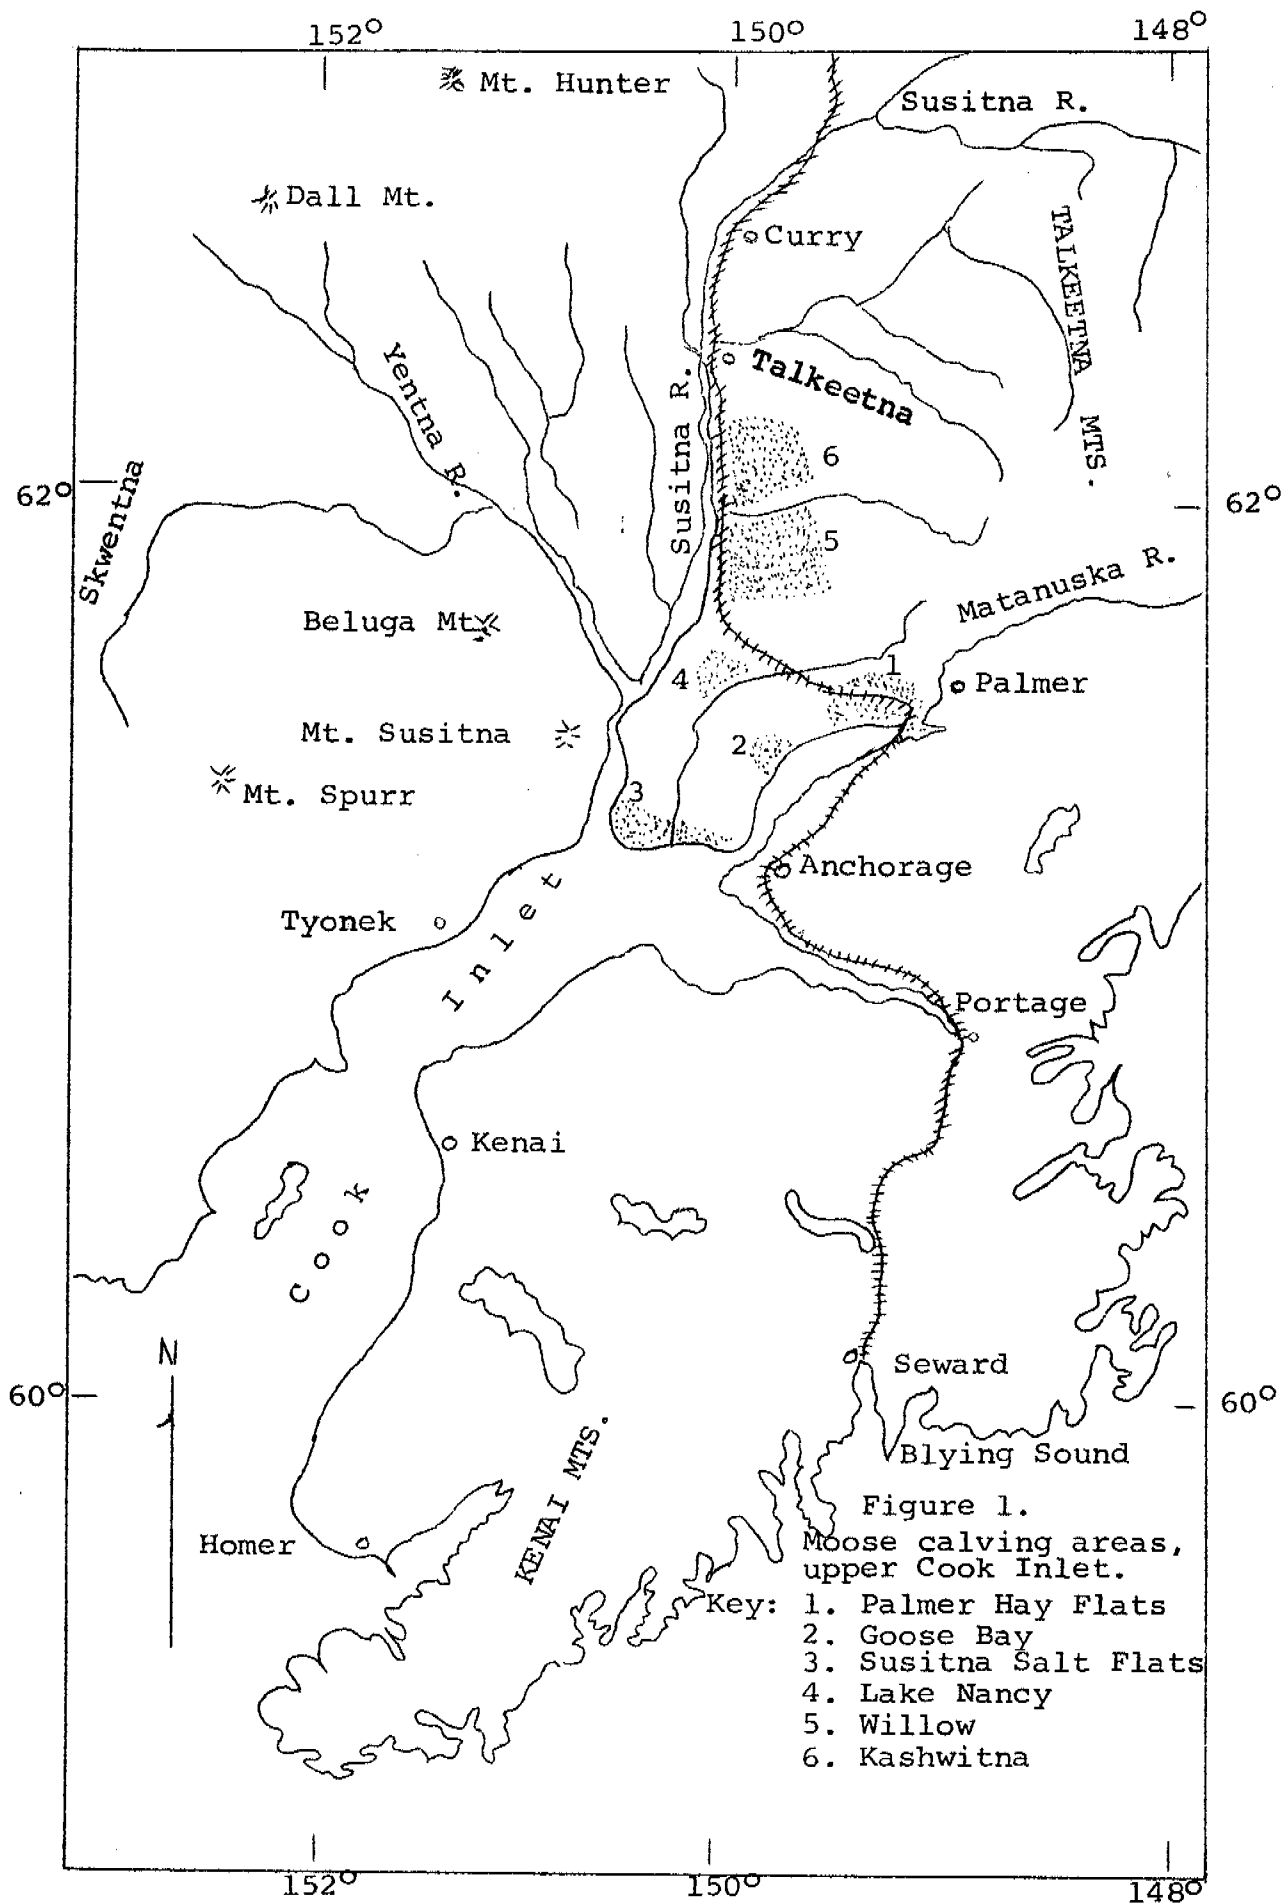 152° 150° 148°
Mt. Hunter
Susitna R.
Dall Mt.
Curry
TALKEETNA MTS.
Yentna R.
Talkeetna
Susitna R.
6
62°
62°
Skwentna
5
Matanuska R.
Beluga Mt.
4
1
Palmer
Mt. Susitna
2
Mt. Spurr
3
Anchorage
Tyonek
Cook Inlet
Portage
Kenai
N
Seward
60°
60°
Blying Sound
KENAI MTS.
Homer
Figure 1.
Moose calving areas,
upper Cook Inlet.
Key: 1. Palmer Hay Flats
2. Goose Bay
3. Susitna Salt Flats
4. Lake Nancy
5. Willow
6. Kashwitna
152° 150° 148°